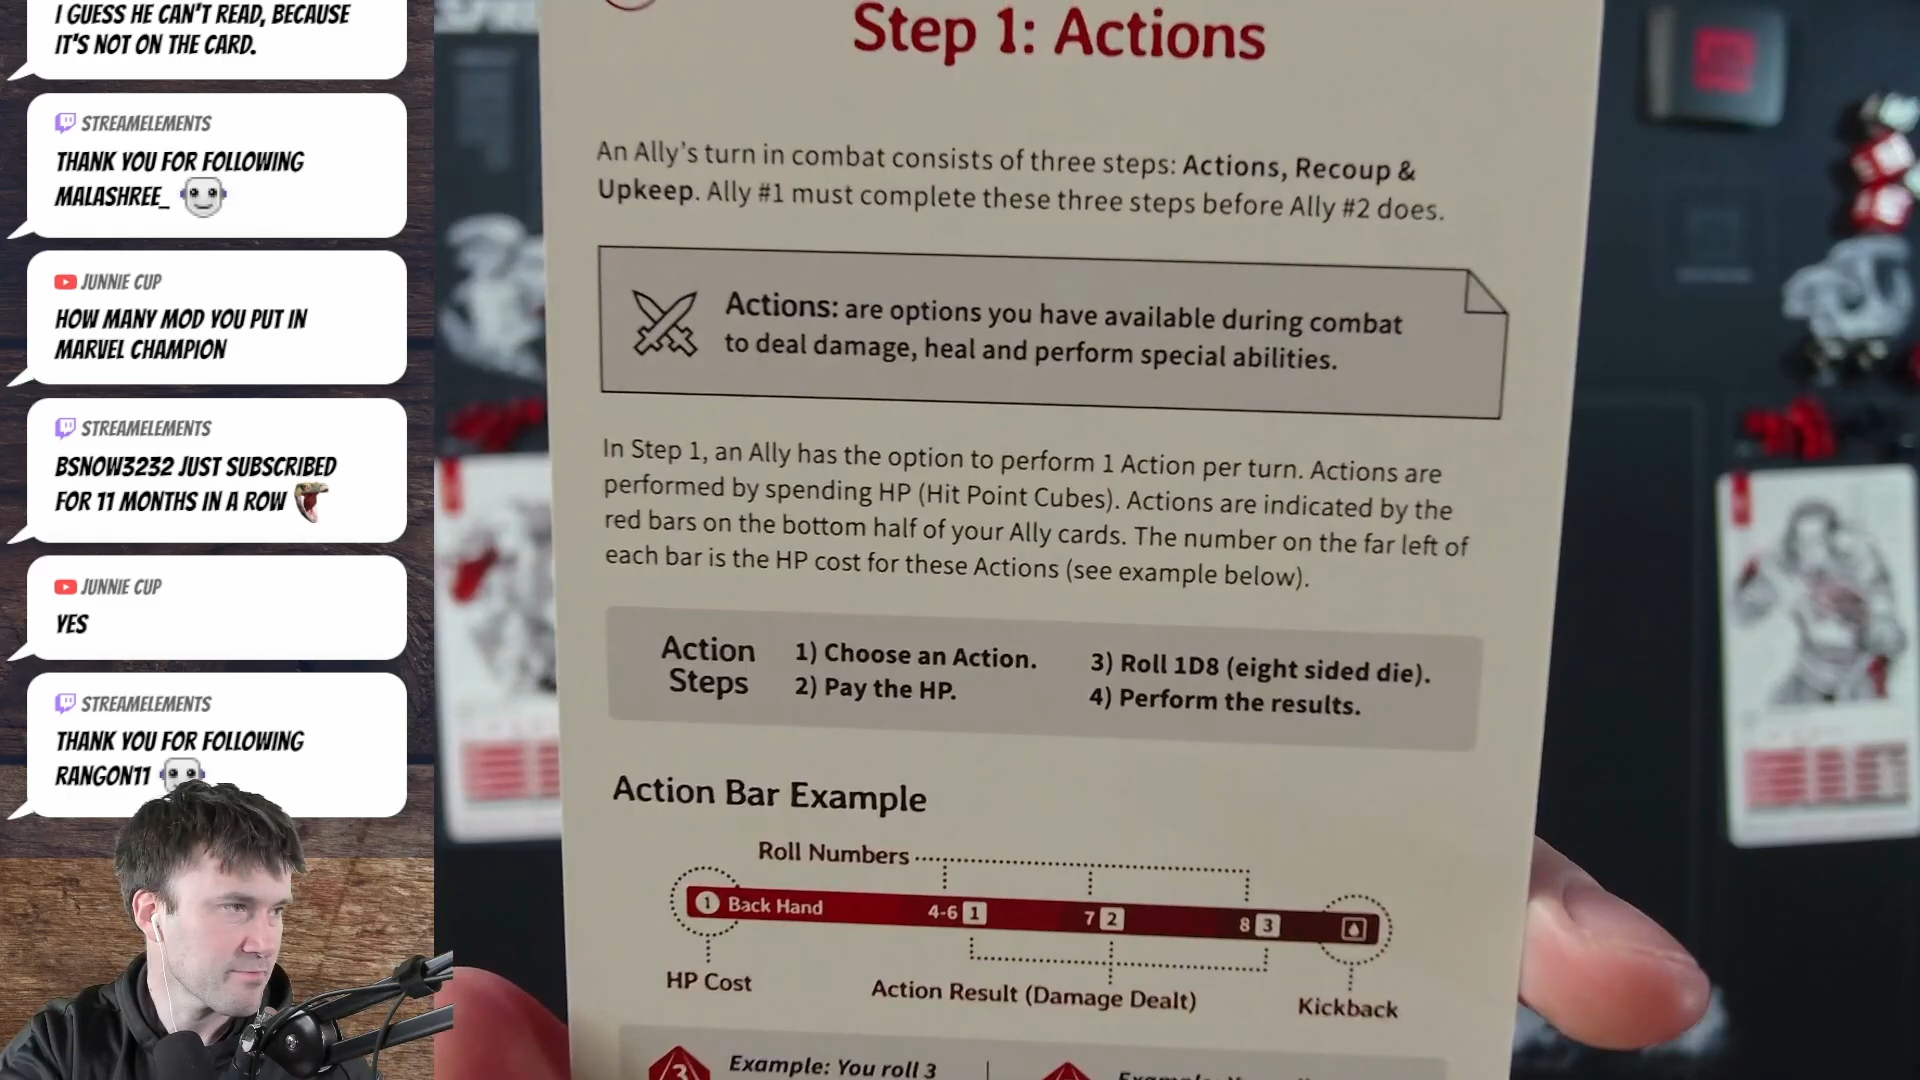 I GUESS HE CAN'T READ, BECAUSE
IT'S NOT ON THE CARD.
STREAMELEMENTS
THANK YOU FOR FOLLOWING
MALASHREE_
JUNNIE CUP
HOW MANY MOD YOU PUT IN
MARVEL CHAMPION
STREAMELEMENTS
BSNOW3232 JUST SUBSCRIBED
FOR 11 MONTHS IN A ROW
JUNNIE CUP
YES
STREAMELEMENTS
THANK YOU FOR FOLLOWING
RANGON11
Step 1: Actions
An Ally's turn in combat consists of three steps: Actions, Recoup &
Upkeep. Ally #1 must complete these three steps before Ally #2 does.
Actions: are options you have available during combat
to deal damage, heal and perform special abilities.
In Step 1, an Ally has the option to perform 1 Action per turn. Actions are
performed by spending HP (Hit Point Cubes). Actions are indicated by the
red bars on the bottom half of your Ally cards. The number on the far left of
each bar is the HP cost for these Actions (see example below).
Action
Steps
1) Choose an Action.
2) Pay the HP.
3) Roll 1D8 (eight sided die).
4) Perform the results.
Action Bar Example
Roll Numbers
1 Back Hand 4-6 1 7 2 8 3
HP Cost
Action Result (Damage Dealt)
Kickback
3
Example: You roll 3